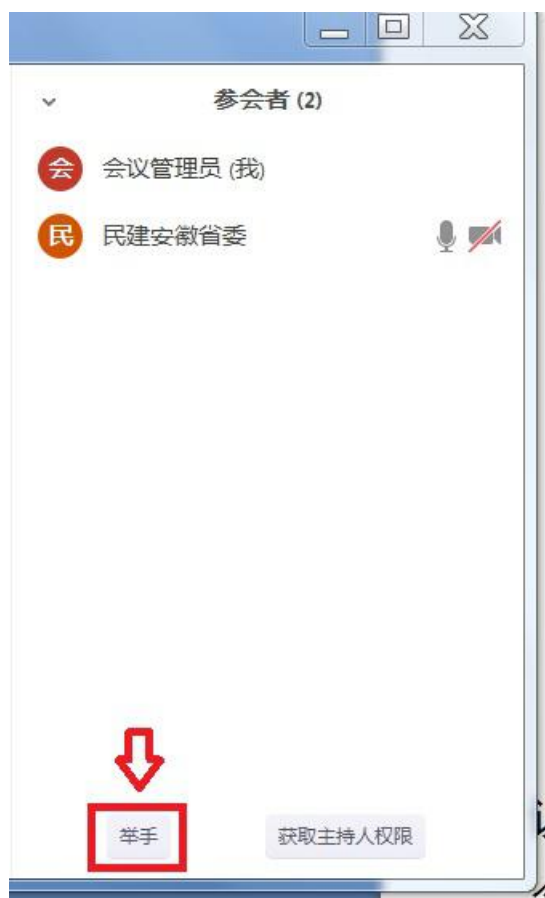 参会者 (2)
会 会议管理员 (我)
民 民建安徽省委
举手 获取主持人权限